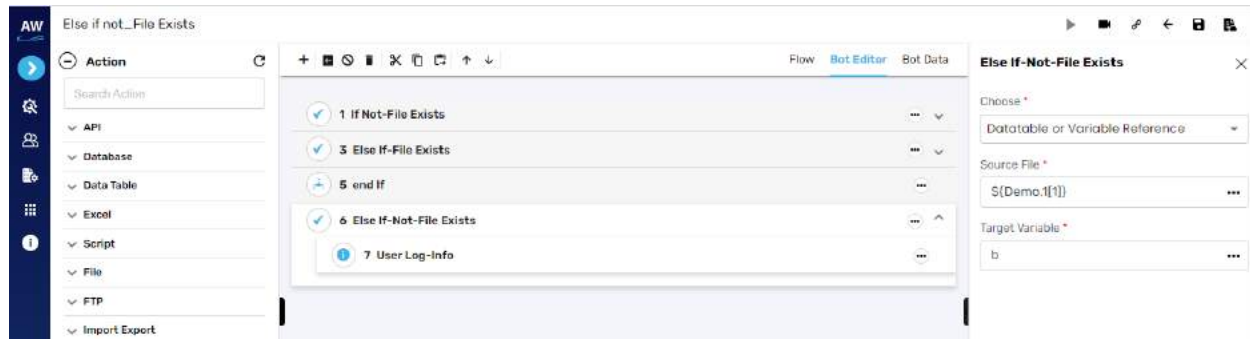 AW
Else if not_File Exists
Action
Search Action
API
Database
Data Table
Excel
Script
File
FTP
Import Export
Flow
Bot Editor
Bot Data
1 If Not-File Exists
3 Else If-File Exists
5 end If
6 Else If-Not-File Exists
7 User Log-Info
Else If-Not-File Exists
Choose *
Datatable or Variable Reference
Source File *
${Demo.1[1]}
Target Variable *
b